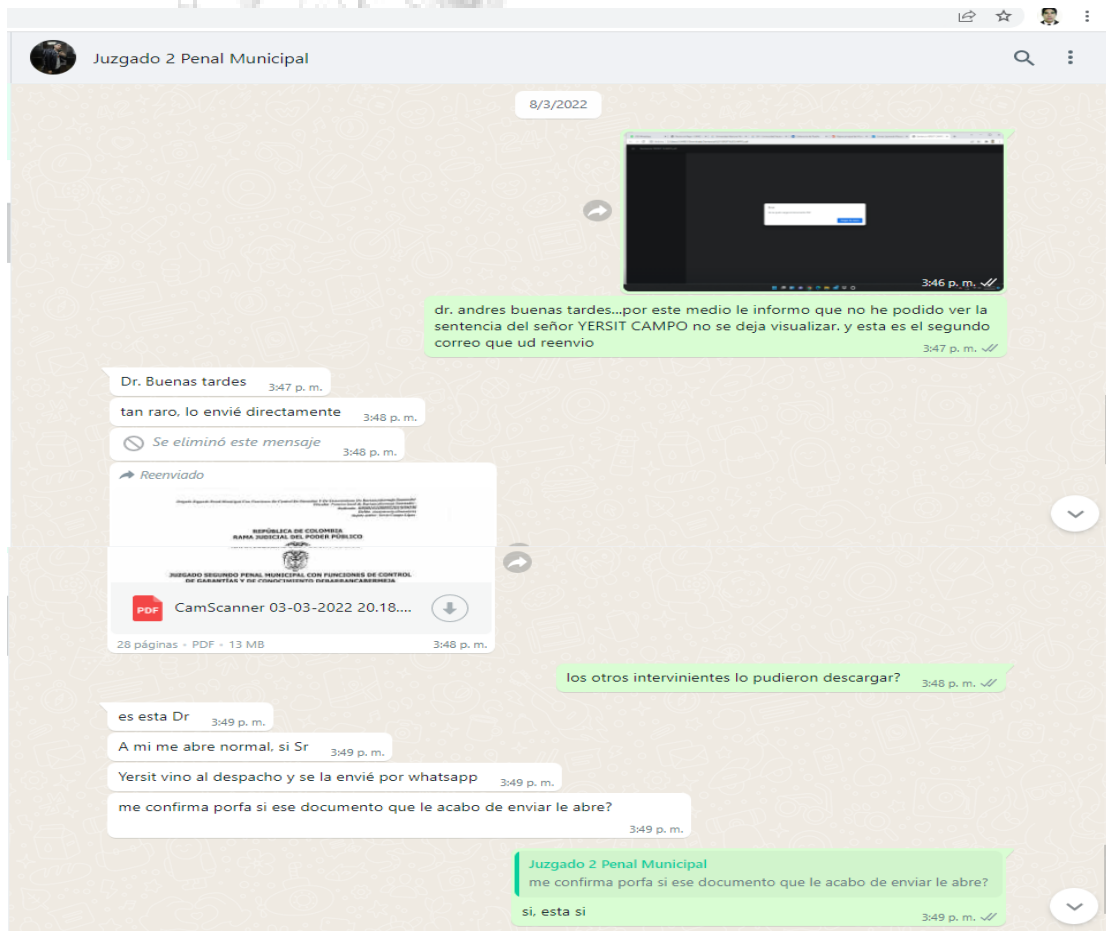 Juzgado 2 Penal Municipal
8/3/2022
3:46 p. m.
dr. andres buenas tardes...por este medio le informo que no he podido ver la
sentencia del señor YERSIT CAMPO no se deja visualizar. y esta es el segundo
correo que ud reenvio
3:47 p. m.
Dr. Buenas tardes 3:47 p. m.
tan raro, lo envié directamente 3:48 p. m.
Se eliminó este mensaje 3:48 p. m.
Reenviado
REPÚBLICA DE COLOMBIA
RAMA JUDICIAL DEL PODER PÚBLICO
JUZGADO SEGUNDO PENAL MUNICIPAL CON FUNCIONES DE CONTROL
DE GARANTÍAS Y DE CONOCIMIENTO DEBARRANCABERMEJA
PDF CamScanner 03-03-2022 20.18....
28 páginas • PDF • 13 MB 3:48 p. m.
los otros intervinientes lo pudieron descargar? 3:48 p. m.
es esta Dr 3:49 p. m.
A mi me abre normal, si Sr 3:49 p. m.
Yersit vino al despacho y se la envié por whatsapp 3:49 p. m.
me confirma porfa si ese documento que le acabo de enviar le abre?
3:49 p. m.
Juzgado 2 Penal Municipal
me confirma porfa si ese documento que le acabo de enviar le abre?
si, esta si 3:49 p. m.